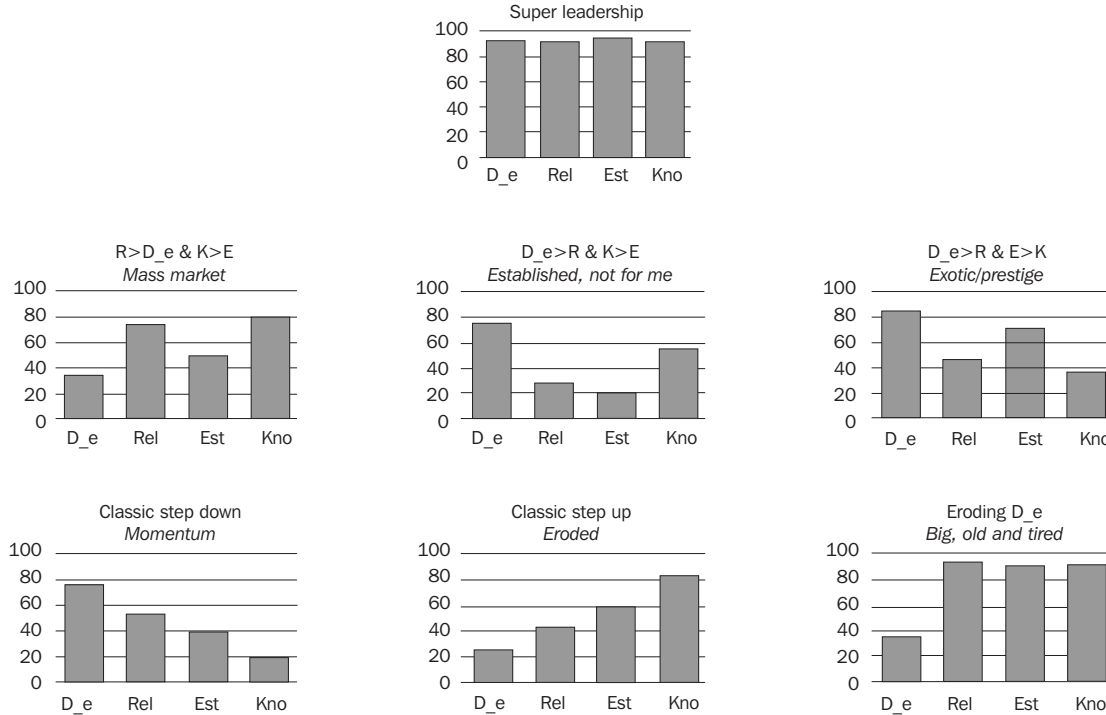 Super leadership
100
80
60
40
20
0
D_e Rel Est Kno
R>D_e & K>E
Mass market
100
80
60
40
20
0
D_e Rel Est Kno
D_e>R & K>E
Established, not for me
100
80
60
40
20
0
D_e Rel Est Kno
D_e>R & E>K
Exotic/prestige
100
80
60
40
20
0
D_e Rel Est Kno
Classic step down
Momentum
100
80
60
40
20
0
D_e Rel Est Kno
Classic step up
Eroded
100
80
60
40
20
0
D_e Rel Est Kno
Eroding D_e
Big, old and tired
100
80
60
40
20
0
D_e Rel Est Kno